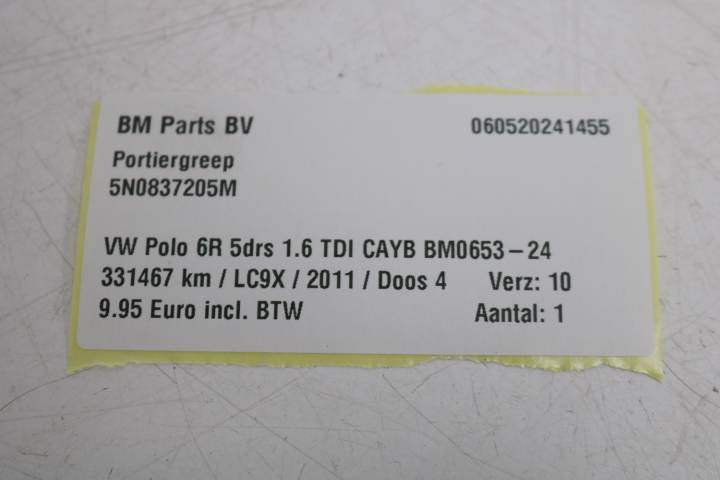 BM Parts BV 060520241455
Portiergreep
5N0837205M
VW Polo 6R 5drs 1.6 TDI CAYB BM0653-24
331467 km / LC9X / 2011 / Doos 4 Verz: 10
9.95 Euro incl. BTW Aantal: 1